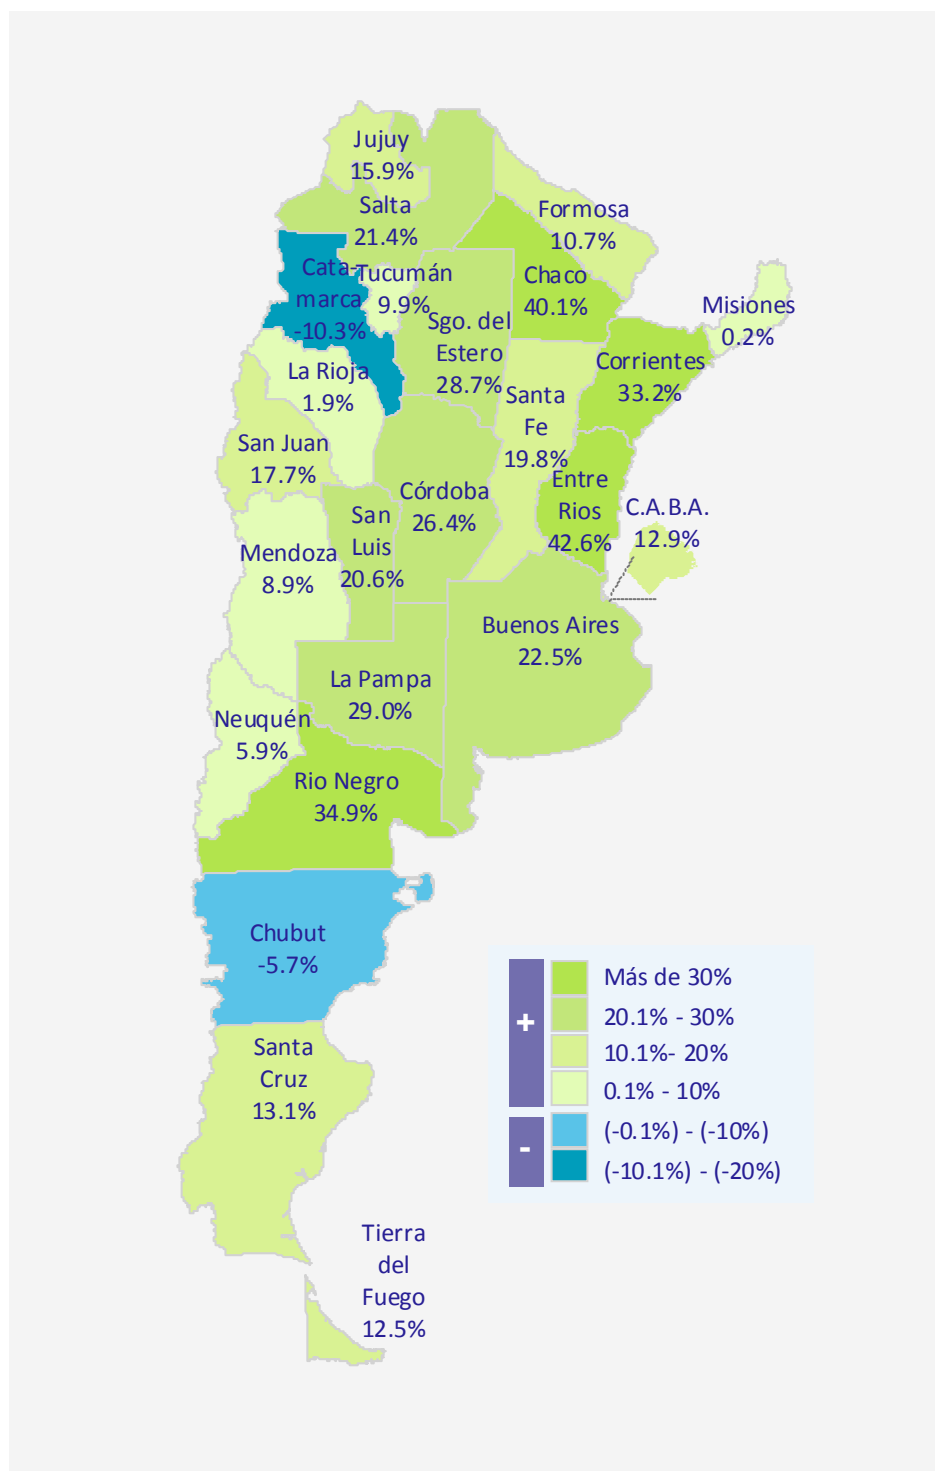 Jujuy
15.9%
Salta
21.4%
Formosa
10.7%
Cata-
marca
-10.3%
Tucumán
9.9%
Chaco
40.1%
Misiones
0.2%
Sgo. del
Estero
28.7%
Corrientes
33.2%
La Rioja
1.9%
Santa
Fe
19.8%
San Juan
17.7%
Entre
Rios
42.6%
Córdoba
26.4%
C.A.B.A.
12.9%
San
Luis
20.6%
Mendoza
8.9%
Buenos Aires
22.5%
La Pampa
29.0%
Neuquén
5.9%
Rio Negro
34.9%
Chubut
-5.7%
Santa
Cruz
13.1%
Tierra
del
Fuego
12.5%
+
Más de 30%
20.1% - 30%
10.1%- 20%
0.1% - 10%
-
(-0.1%) - (-10%)
(-10.1%) - (-20%)